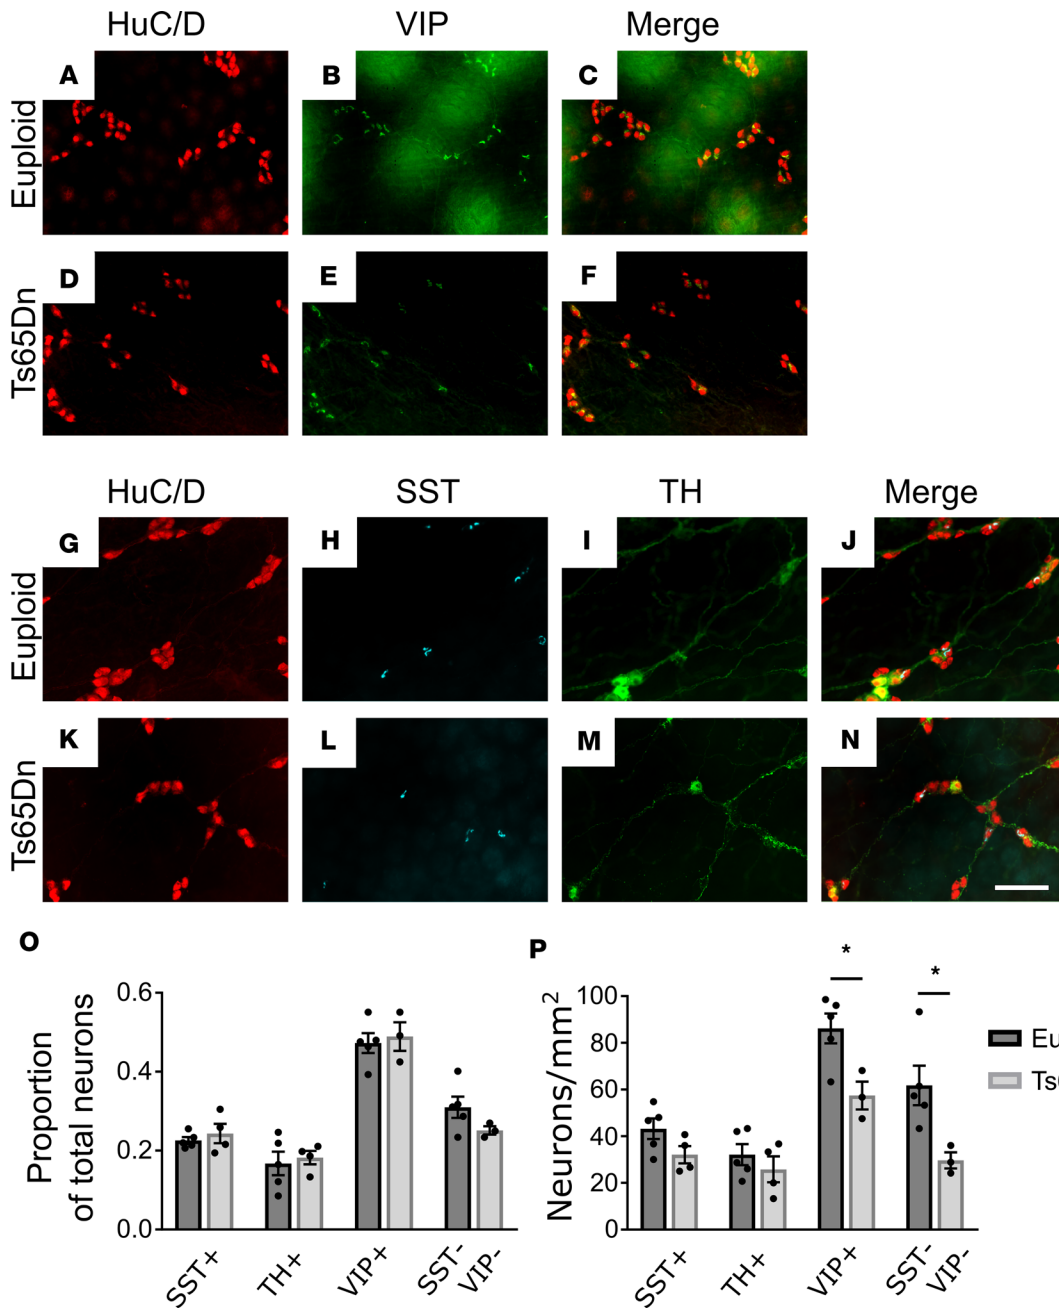 HuC/D VIP Merge
Euploid
A B C
Ts65Dn
D E F
HuC/D SST TH Merge
Euploid
G H I J
Ts65Dn
K L M N
O
Proportion
of total neurons
0.6
0.4
0.2
0.0
SST+ TH+ VIP+ SST-
VIP-
P
Neurons/mm²
100
80
60
40
20
0
* *
SST+ TH+ VIP+ SST-
VIP-
Eu
Ts